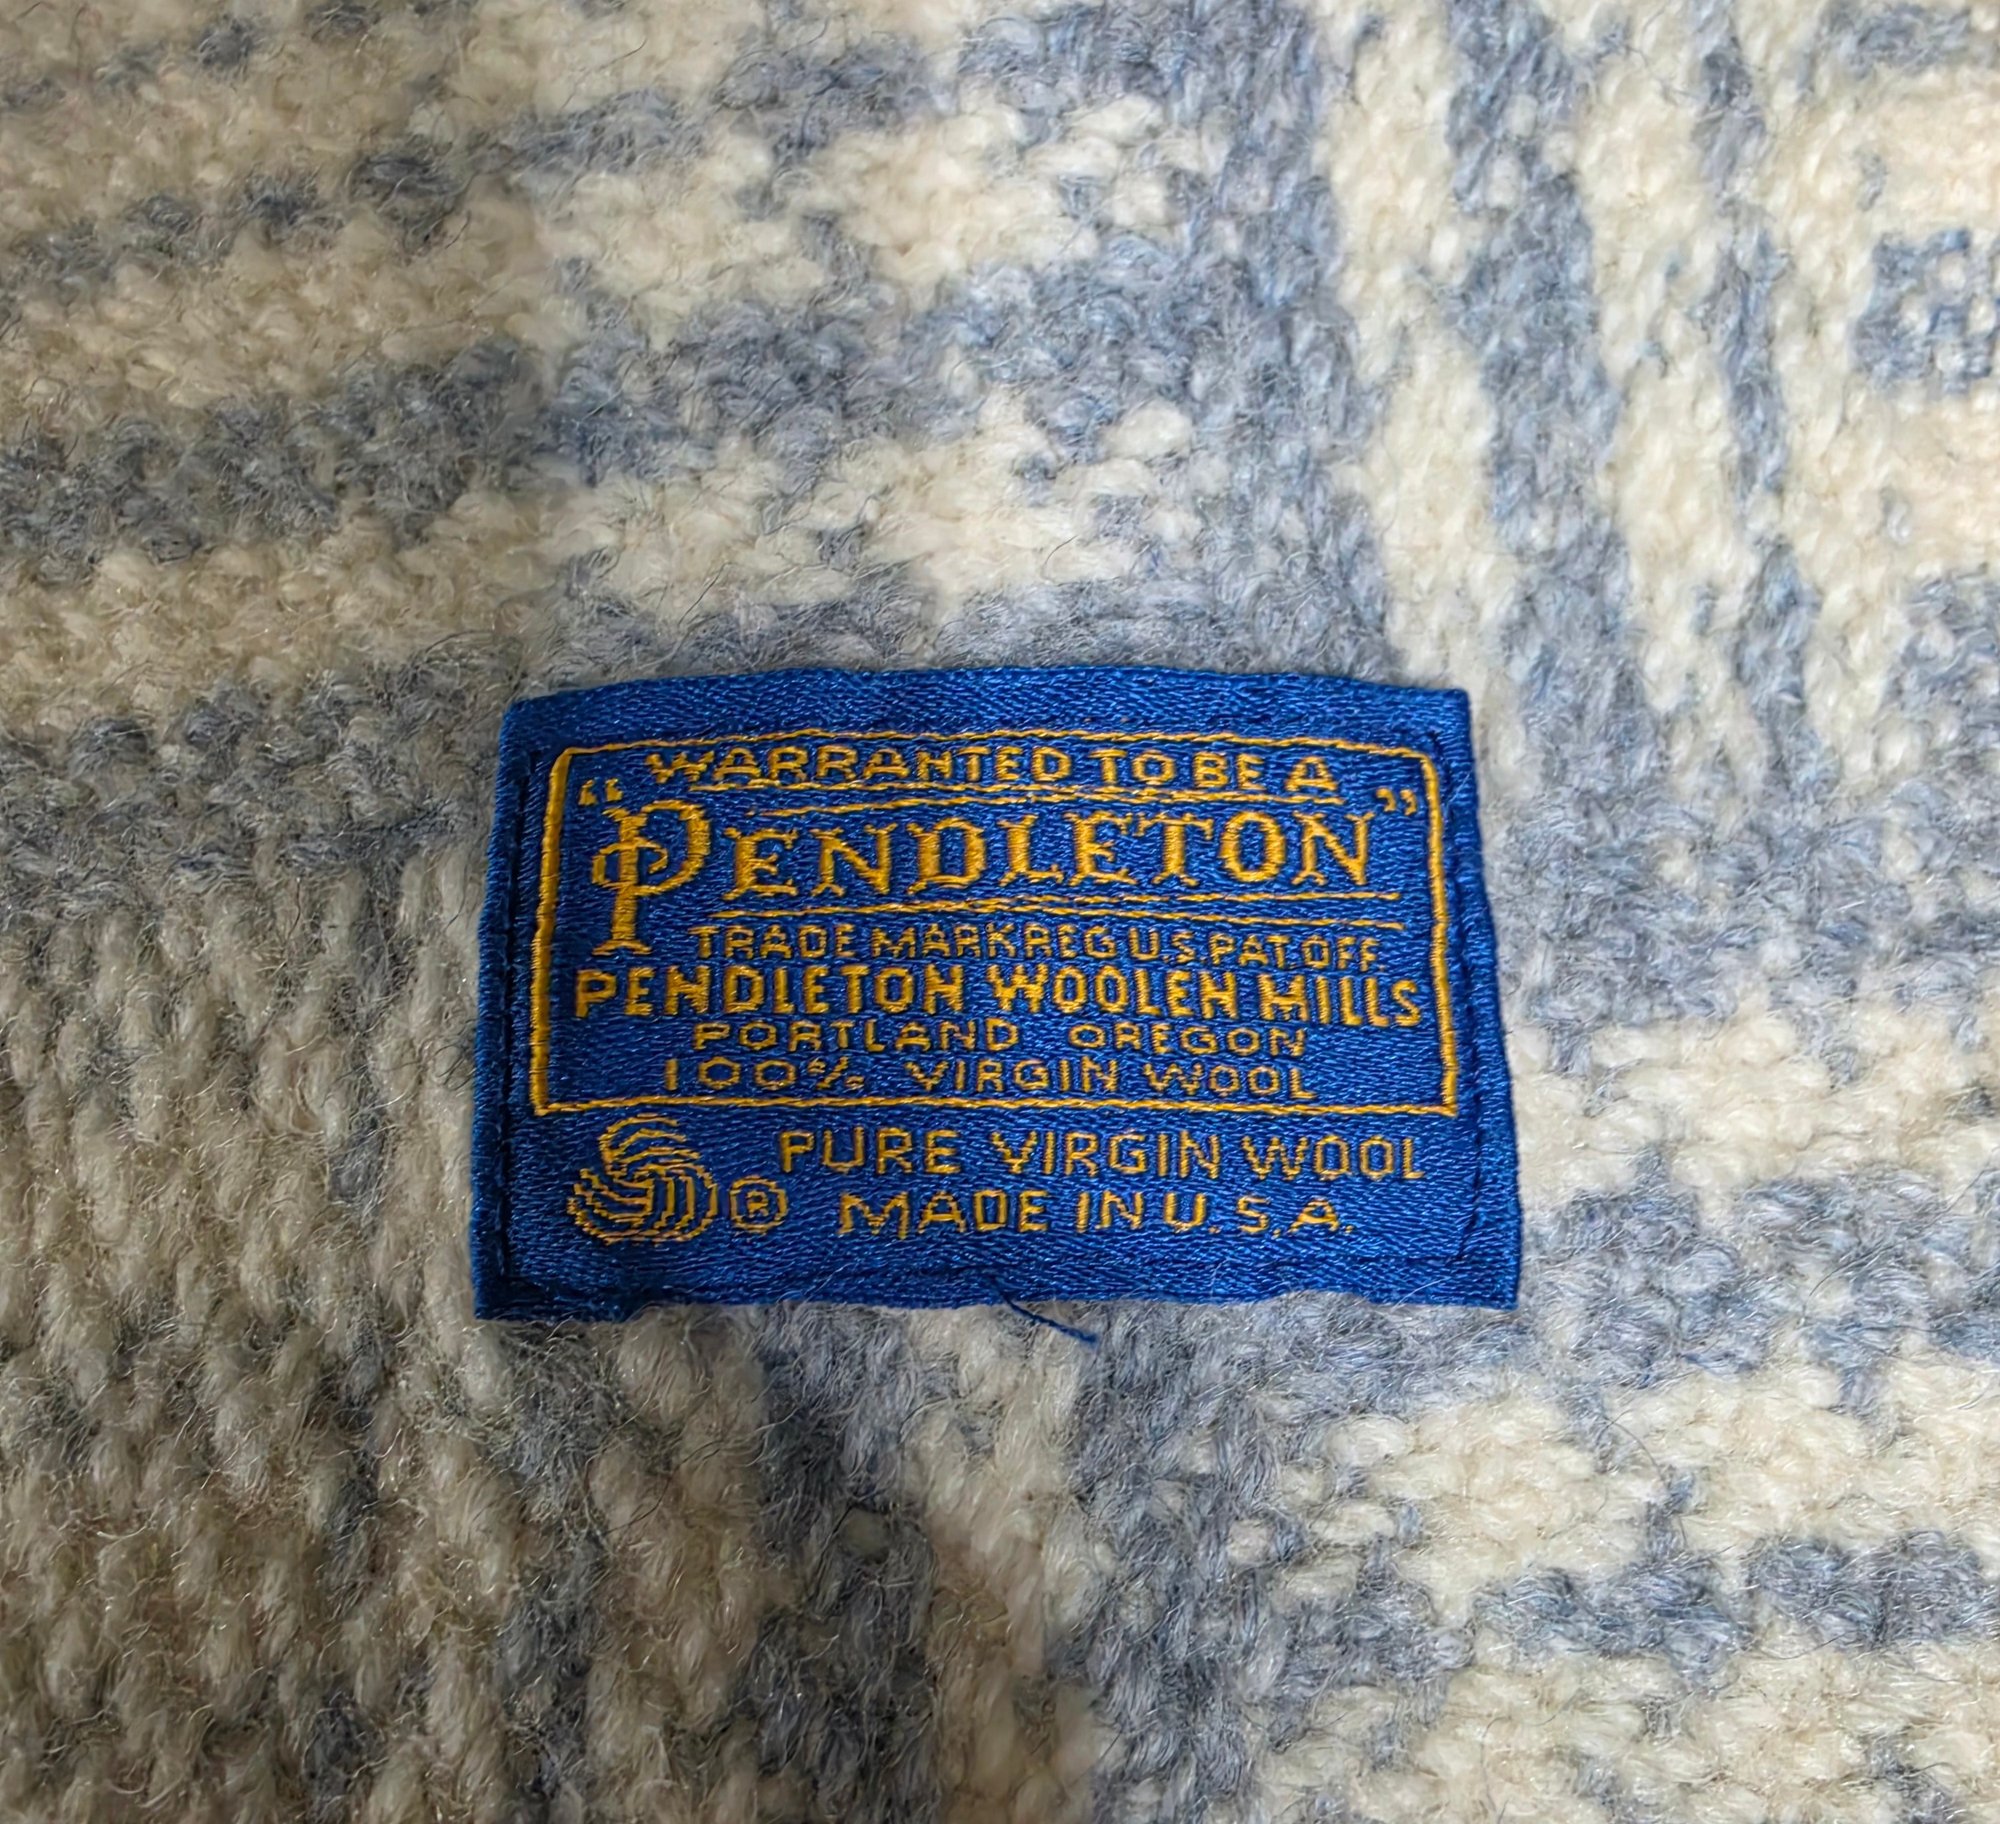 WARRANTED TO BE A
“PENDLETON”
TRADE MARK REG U.S. PAT. OFF.
PENDLETON WOOLEN MILLS
PORTLAND OREGON
100% VIRGIN WOOL
® PURE VIRGIN WOOL
MADE IN U.S.A.